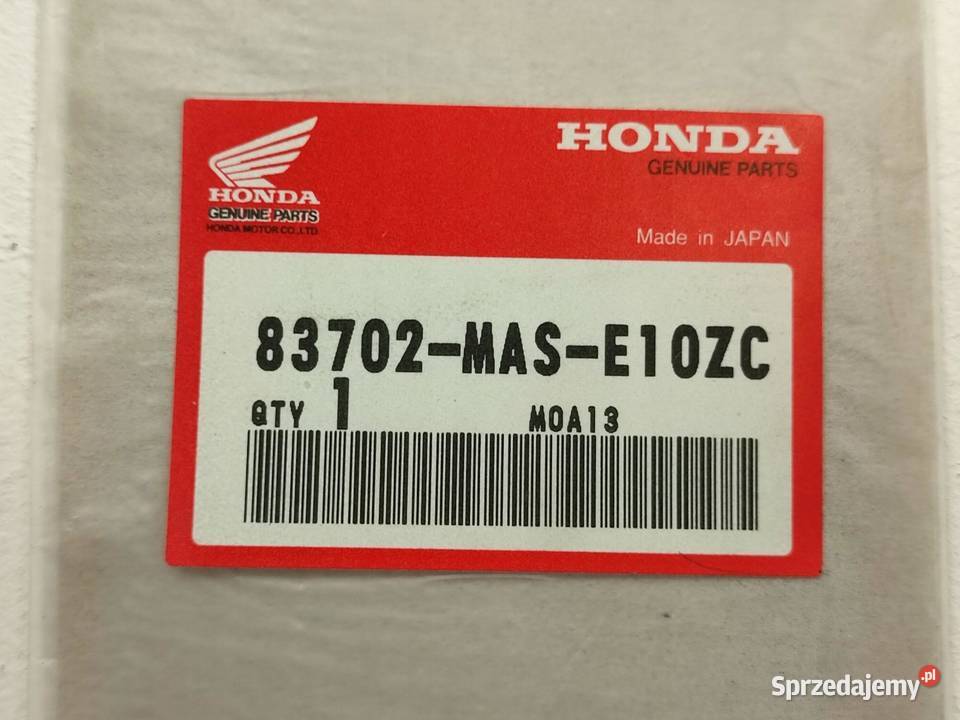 HONDA
GENUINE PARTS
HONDA MOTOR CO., LTD.
HONDA
GENUINE PARTS
Made in JAPAN
83702-MAS-E10ZC
QTY 1 MOA13
Sprzedajemy.pl